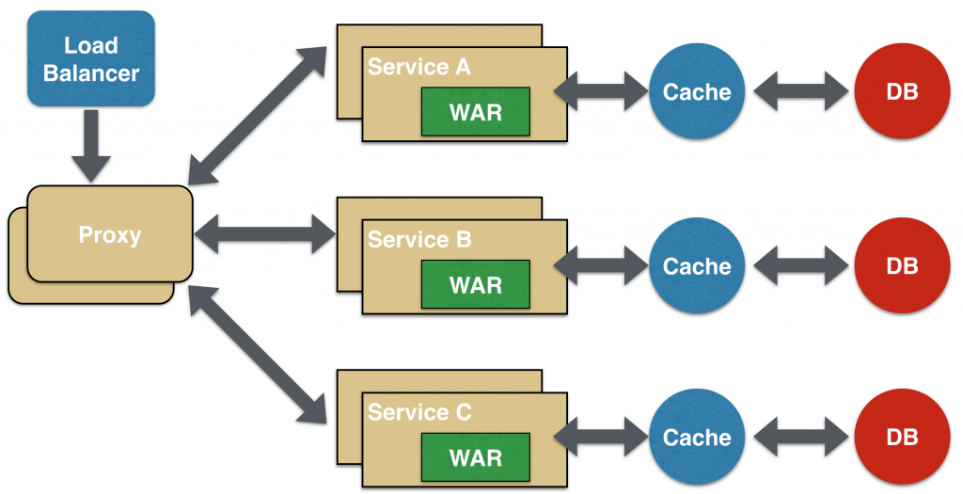 Load
Balancer
Proxy
Service A
WAR
Cache
DB
Service B
WAR
Cache
DB
Service C
WAR
Cache
DB